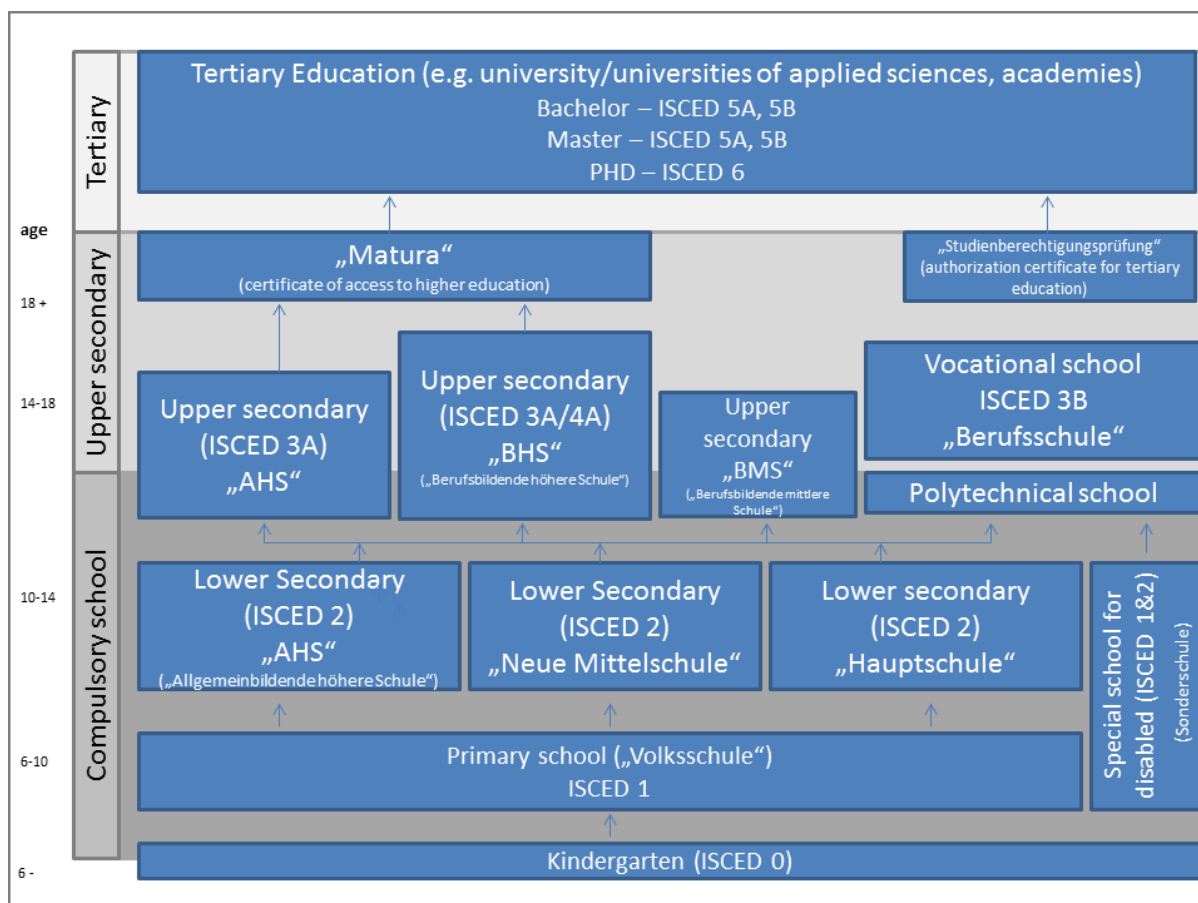 Tertiary
Tertiary Education (e.g. university/universities of applied sciences, academies)
Bachelor – ISCED 5A, 5B
Master – ISCED 5A, 5B
PHD – ISCED 6
age
Upper secondary
18 +
14-18
„Matura“
(certificate of access to higher education)
„Studienberechtigungsprüfung“
(authorization certificate for tertiary
education)
Upper secondary
(ISCED 3A)
„AHS“
Upper secondary
(ISCED 3A/4A)
„BHS“
(„Berufsbildende höhere Schule“)
Upper
secondary
„BMS“
(„Berufsbildende mittlere
Schule“)
Vocational school
ISCED 3B
„Berufsschule“
Polytechnical school
Compulsory school
10-14
6-10
6 -
Lower Secondary
(ISCED 2)
„AHS“
(„Allgemeinbildende höhere Schule“)
Lower Secondary
(ISCED 2)
„Neue Mittelschule“
Lower secondary
(ISCED 2)
„Hauptschule“
Special school for
disabled (ISCED 1&2)
(Sonderschule)
Primary school („Volksschule“)
ISCED 1
Kindergarten (ISCED 0)